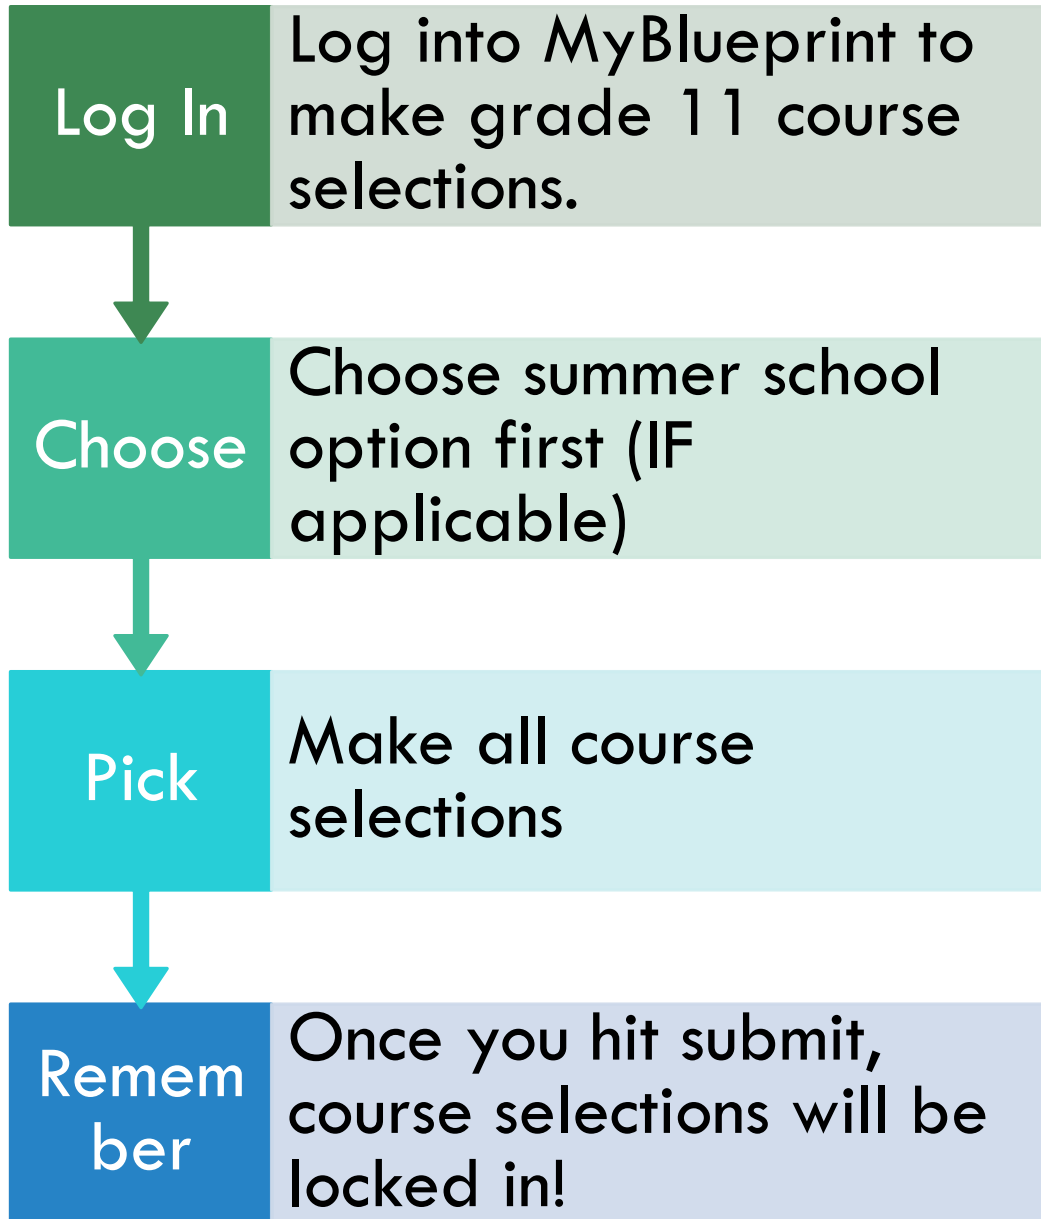 Log In
Log into MyBlueprint to
make grade 11 course
selections.
Choose
Choose summer school
option first (IF
applicable)
Pick
Make all course
selections
Remem
ber
Once you hit submit,
course selections will be
locked in!